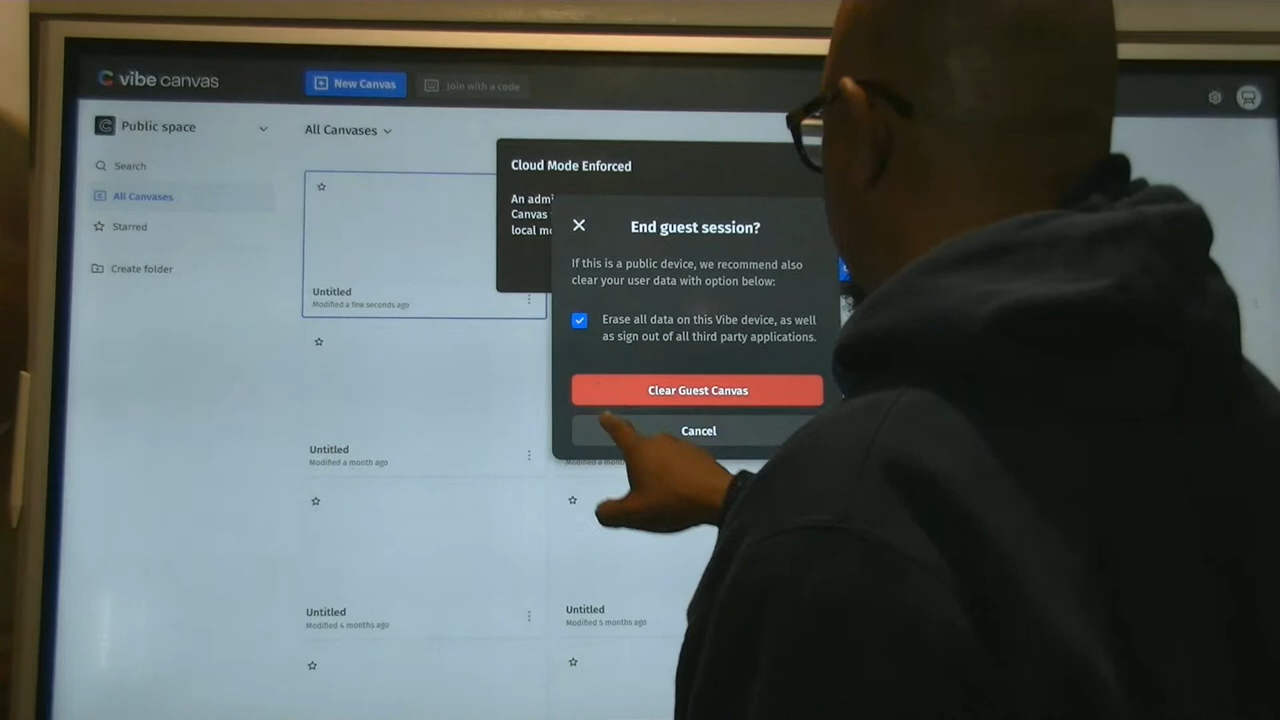 vibe canvas
New Canvas
Join with a code
Public space
All Canvases
Search
All Canvases
Starred
Create folder
Cloud Mode Enforced
An
Canvas
local
End guest session?
If this is a public device, we recommend also
clear your user data with option below:
Erase all data on this Vibe device, as well
as sign out of all third party applications.
Clear Guest Canvas
Cancel
Untitled
Modified a few seconds ago
Untitled
Modified a month ago
Modified a month
Untitled
Modified 4 months ago
Untitled
Modified 5 months ago